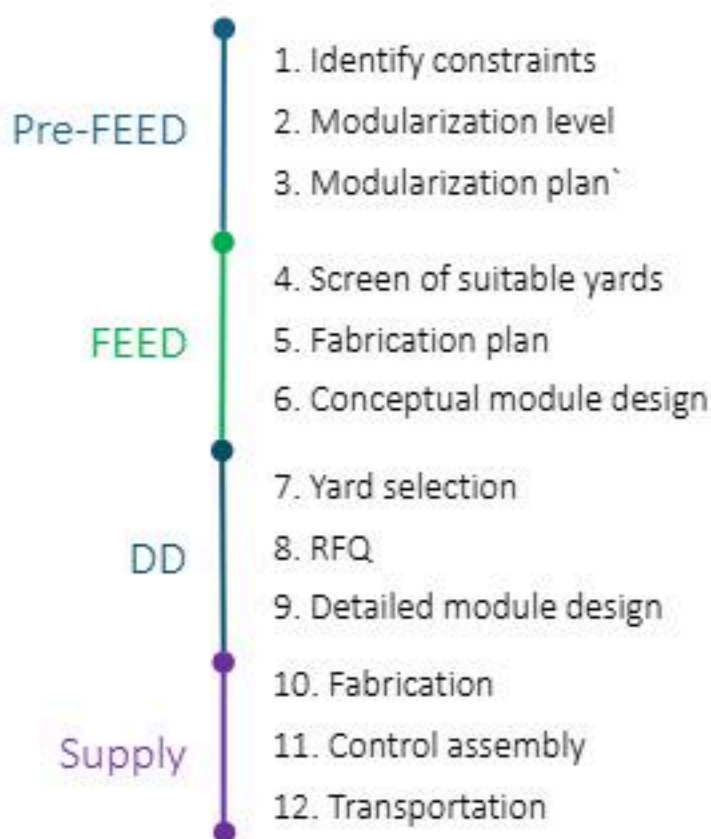 Pre-FEED
1. Identify constraints
2. Modularization level
3. Modularization plan`
FEED
4. Screen of suitable yards
5. Fabrication plan
6. Conceptual module design
DD
7. Yard selection
8. RFQ
9. Detailed module design
Supply
10. Fabrication
11. Control assembly
12. Transportation